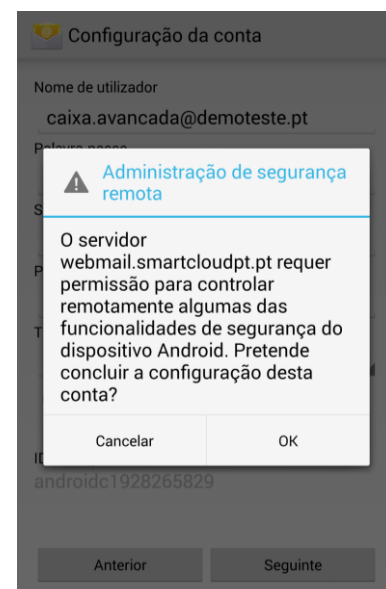 Configuração da conta
Nome de utilizador
caixa.avancada@demoteste.pt
Administração de segurança
remota
O servidor
webmail.smartcloudpt.pt requer
permissão para controlar
remotamente algumas das
funcionalidades de segurança do
dispositivo Android. Pretende
concluir a configuração desta
conta?
Cancelar
OK
androidc1928265829
Anterior
Seguinte